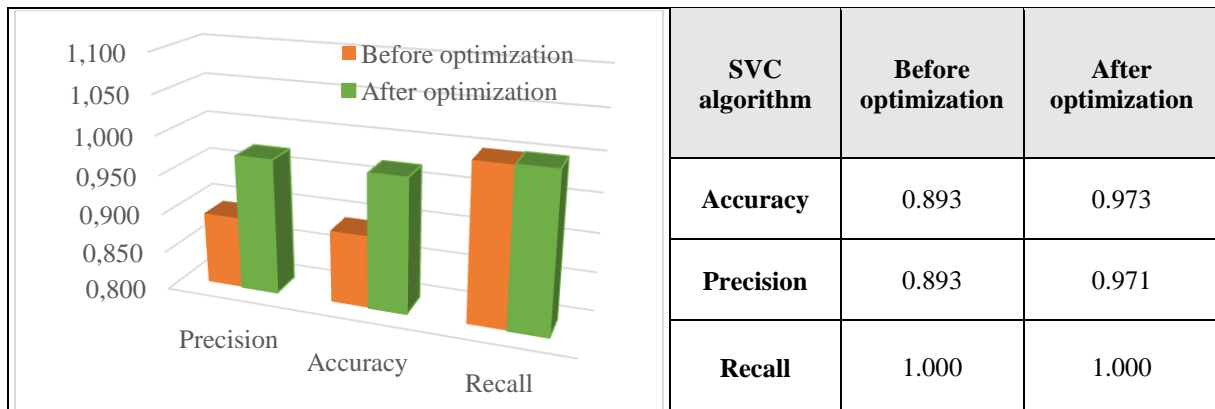 1,100
1,050
1,000
0,950
0,900
0,850
0,800
Before optimization
After optimization
Precision
Accuracy
Recall
SVC
algorithm
Before
optimization
After
optimization
Accuracy 0.893 0.973
Precision 0.893 0.971
Recall 1.000 1.000